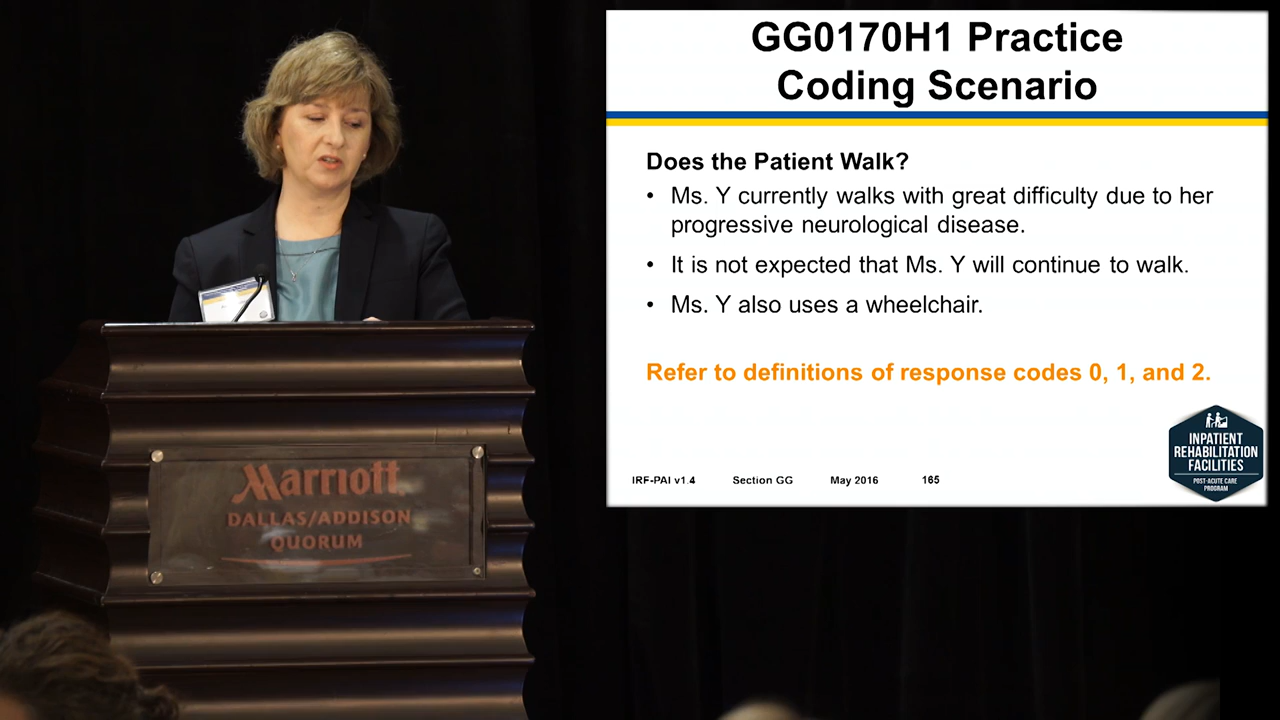 GG0170H1 Practice
Coding Scenario
Does the Patient Walk?
• Ms. Y currently walks with great difficulty due to her
progressive neurological disease.
• It is not expected that Ms. Y will continue to walk.
• Ms. Y also uses a wheelchair.
Refer to definitions of response codes 0, 1, and 2.
INPATIENT
REHABILITATION
FACILITIES
POST-ACUTE CARE
PROGRAM
IRF-PAI v1.4 Section GG May 2016 165
Marriott
DALLAS/ADDISON
QUORUM